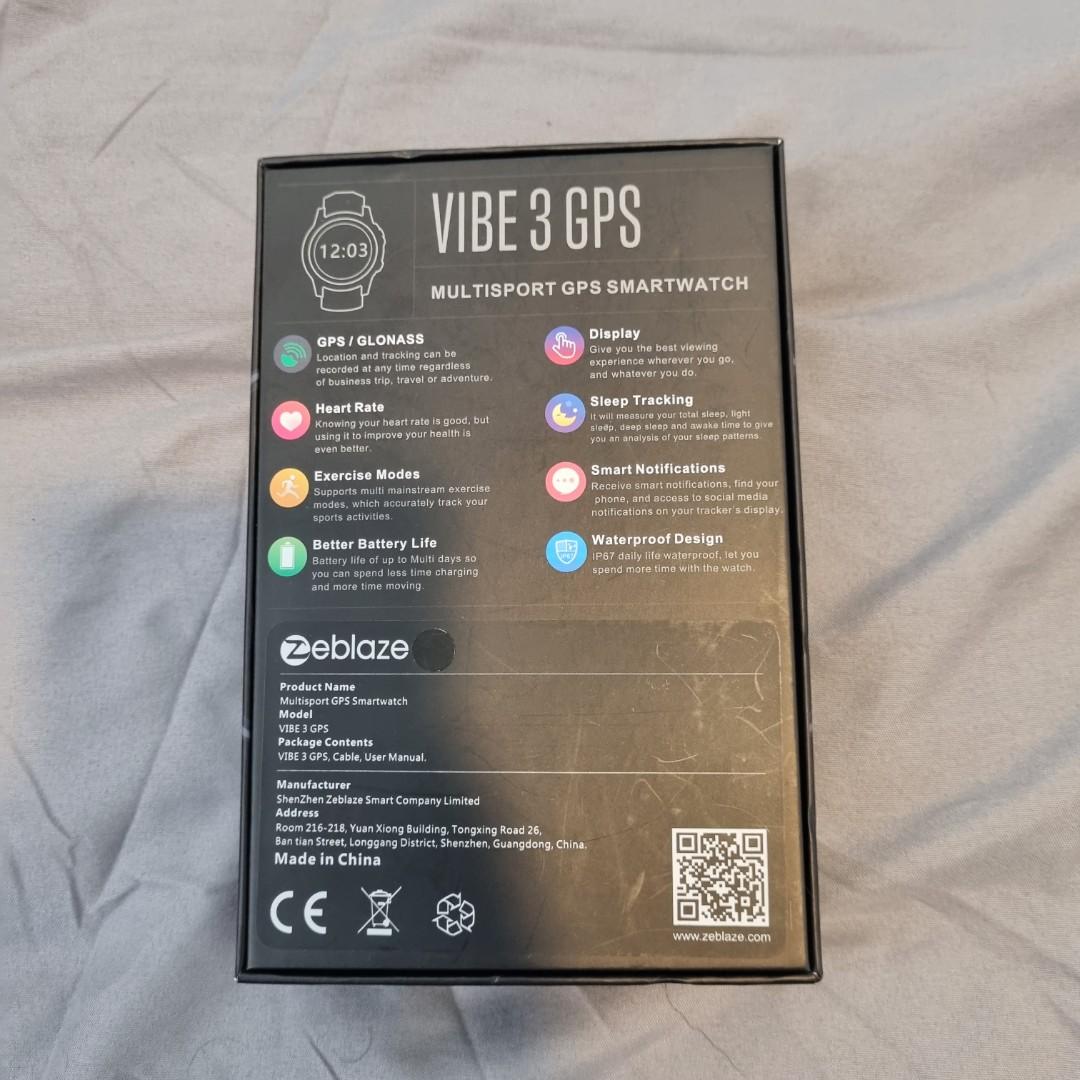 12:03
VIBE 3 GPS
MULTISPORT GPS SMARTWATCH
GPS / GLONASS
Location and tracking can be
recorded at any time regardless
of business trip, travel or adventure.
Heart Rate
Knowing your heart rate is good, but
using it to improve your health is
even better.
Exercise Modes
Supports multi mainstream exercise
modes, which accurately track your
sports activities.
Better Battery Life
Battery life of up to Multi days so
you can spend less time charging
and more time moving.
Display
Give you the best viewing
experience wherever you go,
and whatever you do.
Sleep Tracking
It will measure your total sleep, light
sleep, deep sleep and awake time to give
you an analysis of your sleep patterns.
Smart Notifications
Receive smart notifications, find your
phone, and access to social media
notifications on your tracker's display.
IP67
Waterproof Design
IP67 daily life waterproof, let you
spend more time with the watch.
Zeblaze
Product Name
Multisport GPS Smartwatch
Model
VIBE 3 GPS
Package Contents
VIBE 3 GPS, Cable, User Manual.
Manufacturer
ShenZhen Zeblaze Smart Company Limited
Address
Room 216-218, Yuan Xiong Building, Tongxing Road 26,
Ban tian Street, Longgang District, Shenzhen, Guangdong, China.
Made in China
CE
www.zeblaze.com